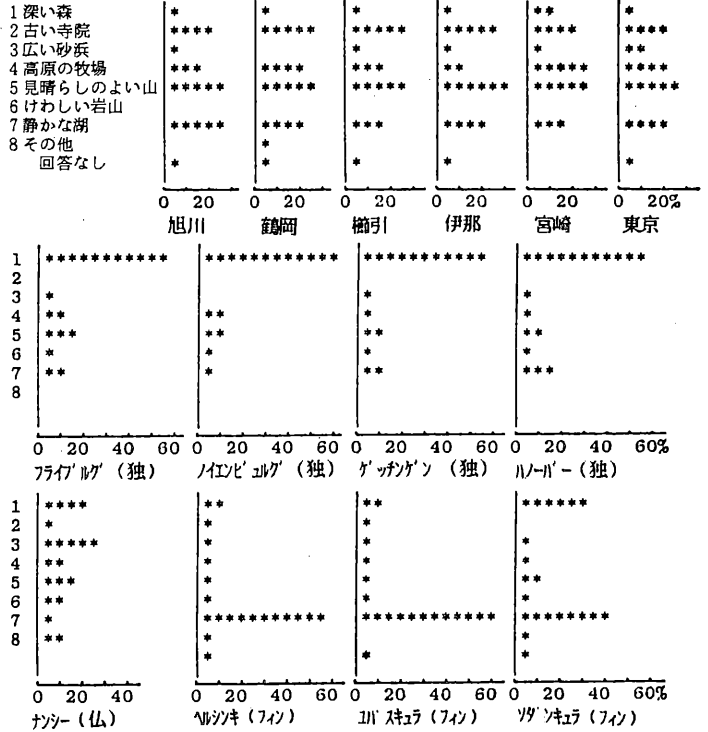 1 深い森 * * * * ** *
2 古い寺院 **** ***** ***** ***** **** ****
3 広い砂浜 * * * * **
4 高原の牧場 *** **** *** ** ***** ****
5 見晴らしのよい山 ***** ***** ***** ****** ***** *****
6 けわしい岩山
7 静かな湖 ***** **** *** **** *** ****
8 その他 *
回答なし * * * * *
0 20 0 20 0 20 0 20 0 20 0 20%
旭川 鶴岡 櫛引 伊那 宮崎 東京
1 *********** ************ *********** ***********
2
3 * * *
4 ** ** * *
5 *** ** ** **
6 * * * *
7 ** * ** ***
8
0 20 40 60 0 20 40 60 0 20 40 60 0 20 40 60%
フライブルグ (独) ノイエンビュルグ (独) ゲッチンゲン (独) ハノーバー (独)
1 **** ** ** ******
2 * * *
3 ***** * * *
4 ** * * *
5 *** * * **
6 ** * * *
7 * *********** ************ ********
8 ** * *
* * *
0 20 40 0 20 40 60 0 20 40 60 0 20 40 60%
ナンシー (仏) ヘルシンキ (フィン) ユバスキュラ (フィン) ソダンキュラ (フィン)